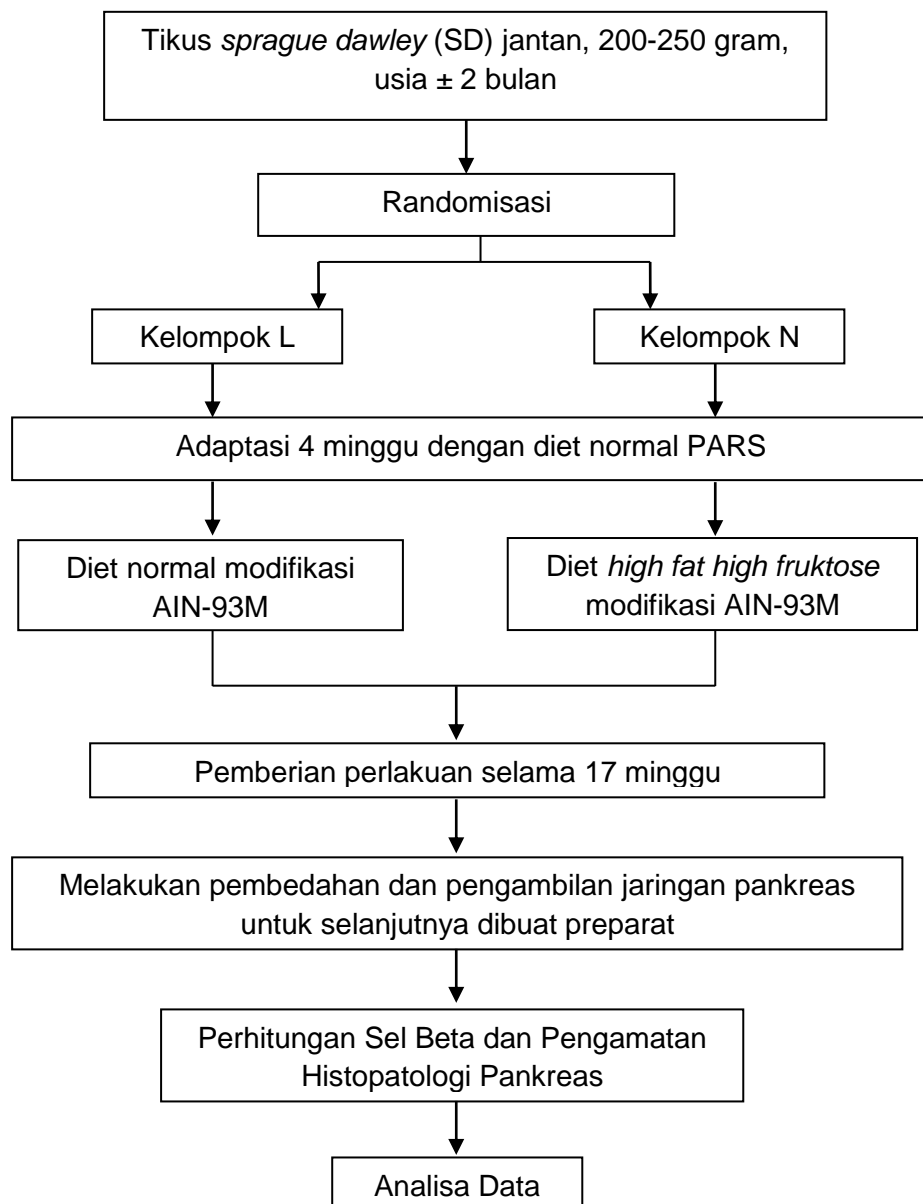 Tikus sprague dawley (SD) jantan, 200-250 gram,
usia ± 2 bulan
Randomisasi
Kelompok L
Kelompok N
Adaptasi 4 minggu dengan diet normal PARS
Diet normal modifikasi
AIN-93M
Diet high fat high fruktose
modifikasi AIN-93M
Pemberian perlakuan selama 17 minggu
Melakukan pembedahan dan pengambilan jaringan pankreas
untuk selanjutnya dibuat preparat
Perhitungan Sel Beta dan Pengamatan
Histopatologi Pankreas
Analisa Data